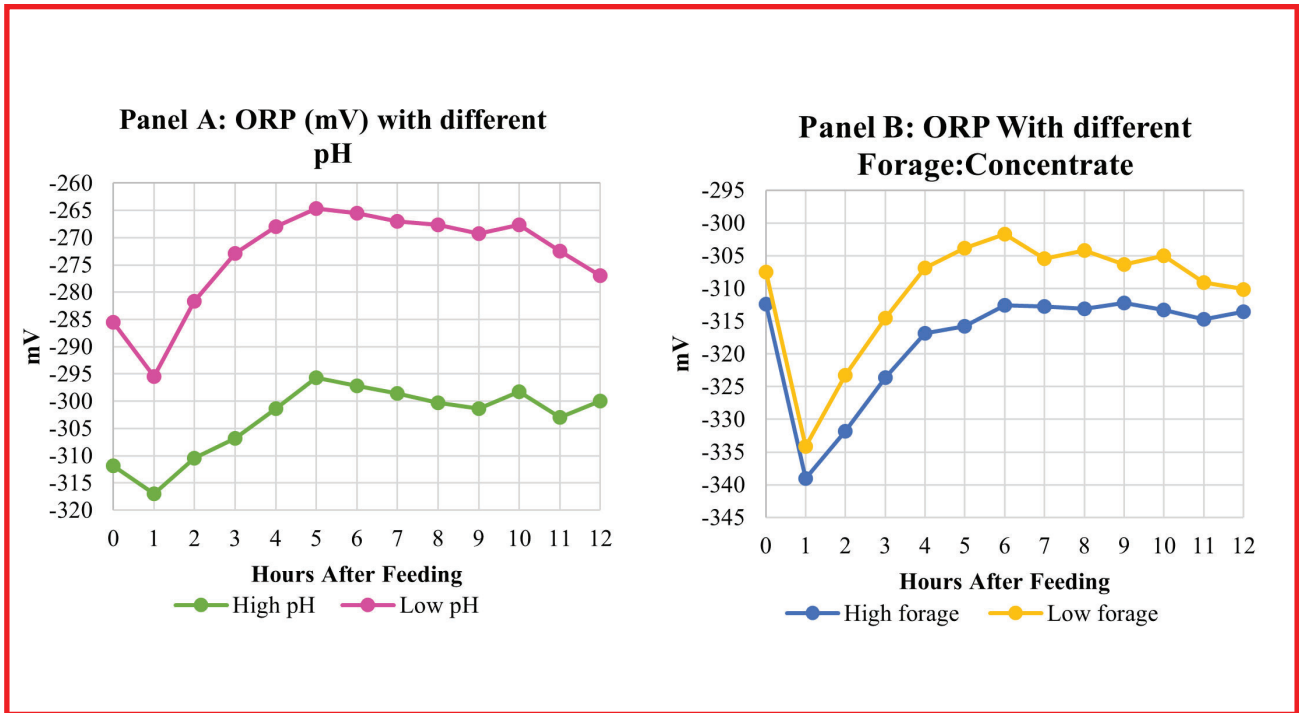 Panel A: ORP (mV) with different
pH
-260
-265
-270
-275
-280
-285
-290
-295
-300
-305
-310
-315
-320
mV
0 1 2 3 4 5 6 7 8 9 10 11 12
Hours After Feeding
High pH Low pH
Panel B: ORP With different
Forage:Concentrate
-295
-300
-305
-310
-315
-320
-325
-330
-335
-340
-345
mV
0 1 2 3 4 5 6 7 8 9 10 11 12
Hours After Feeding
High forage Low forage